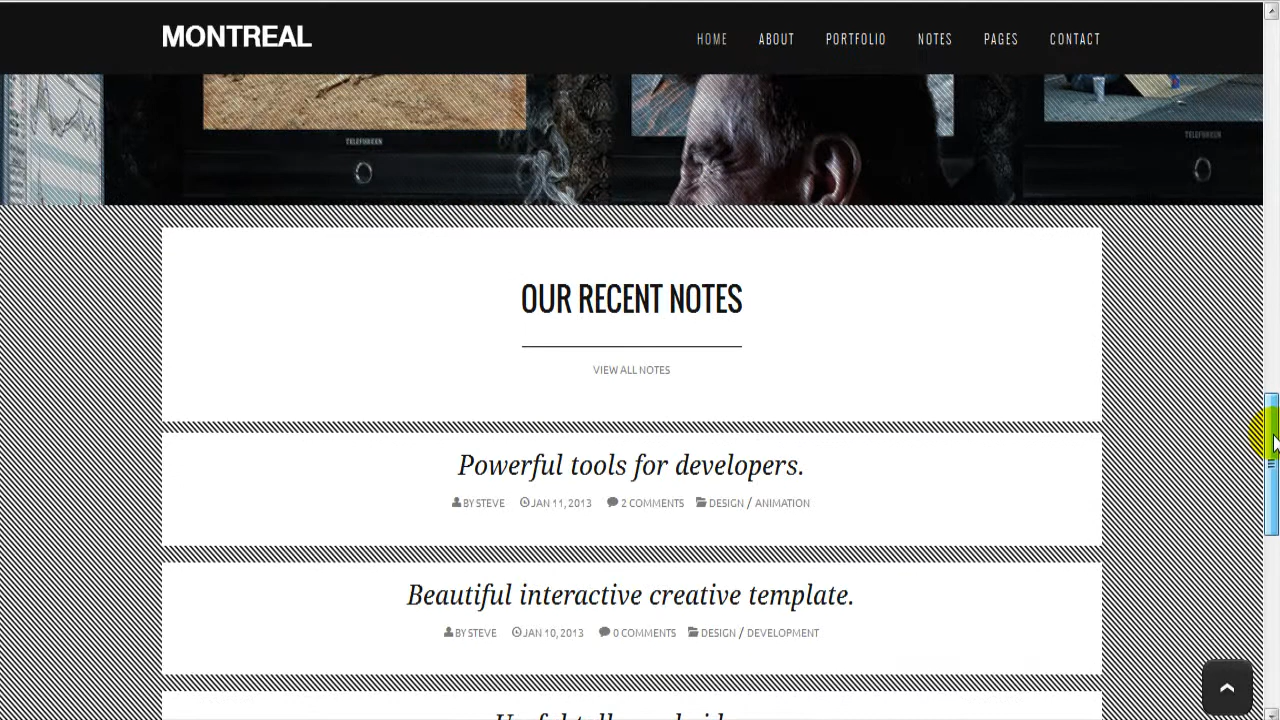 MONTREAL
HOME ABOUT PORTFOLIO NOTES PAGES CONTACT
TELEFUNKEN TELEFUNKEN
OUR RECENT NOTES
VIEW ALL NOTES
Powerful tools for developers.
BY STEVE JAN 11, 2013 2 COMMENTS DESIGN / ANIMATION
Beautiful interactive creative template.
BY STEVE JAN 10, 2013 0 COMMENTS DESIGN / DEVELOPMENT